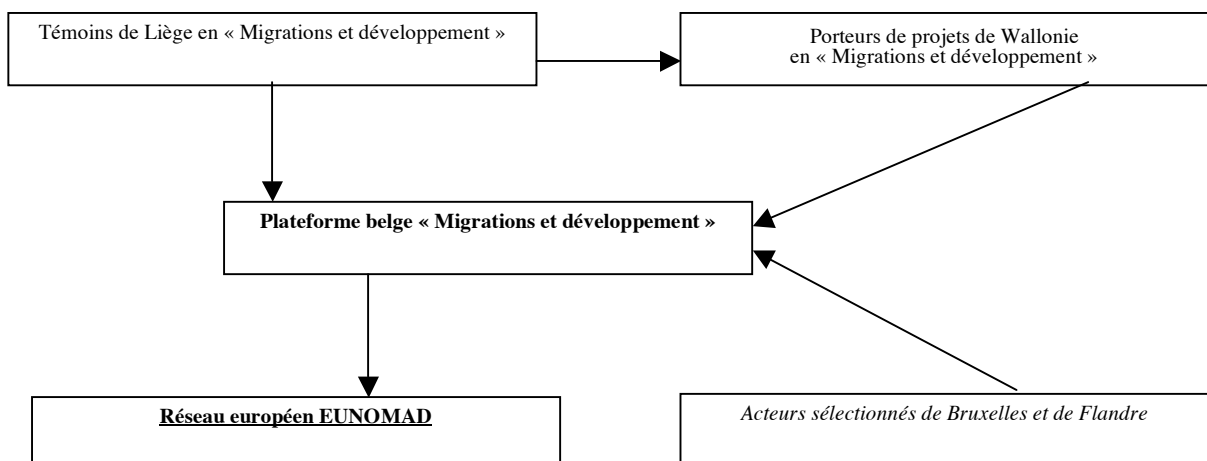 Témoins de Liège en « Migrations et développement »
Porteurs de projets de Wallonie
en « Migrations et développement »
Plateforme belge « Migrations et développement »
Réseau européen EUNOMAD
Acteurs sélectionnés de Bruxelles et de Flandre